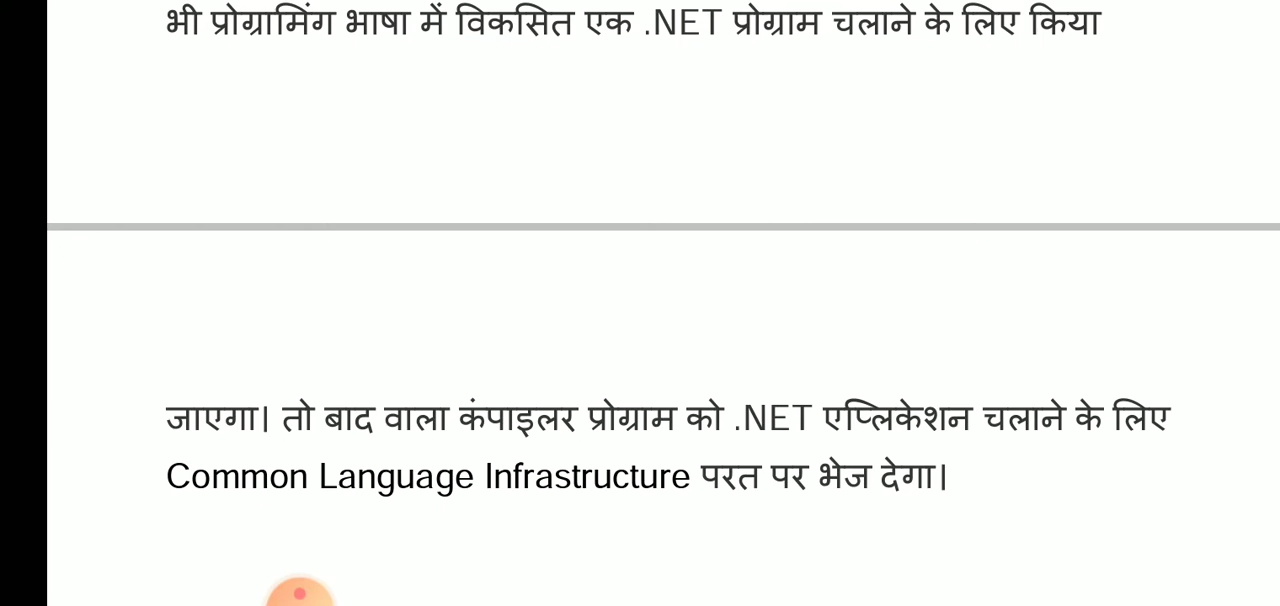 भी प्रोग्रामिंग भाषा में विकसित एक .NET प्रोग्राम चलाने के लिए किया
जाएगा। तो बाद वाला कंपाइलर प्रोग्राम को .NET एप्लिकेशन चलाने के लिए
Common Language Infrastructure परत पर भेज देगा।